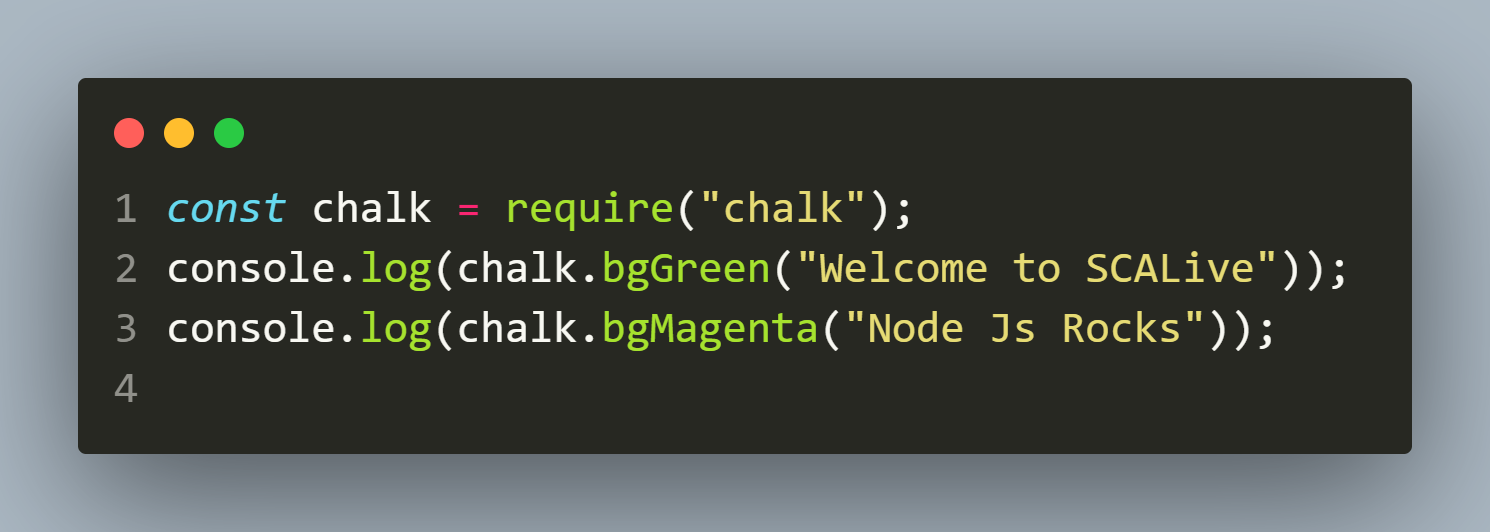 1 const chalk = require("chalk");
2 console.log(chalk.bgGreen("Welcome to SCALive"));
3 console.log(chalk.bgMagenta("Node Js Rocks"));
4